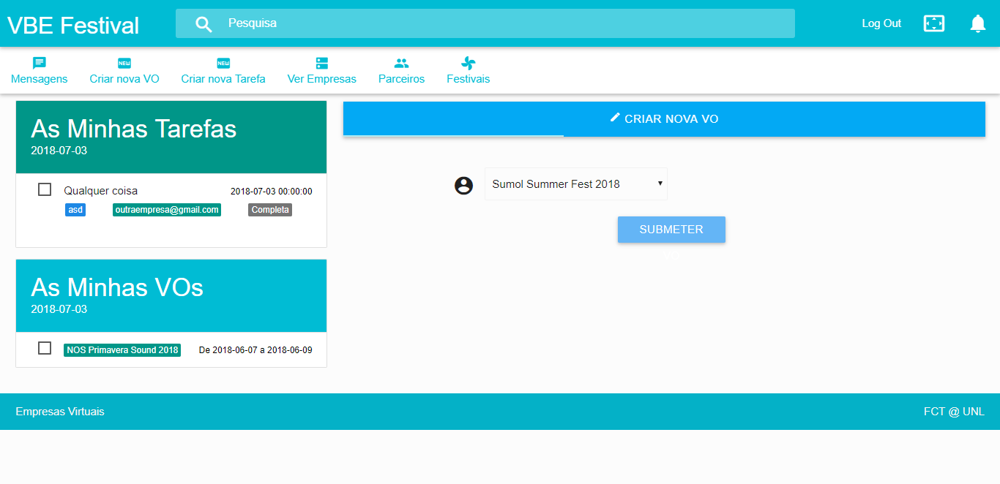 VBE Festival
Pesquisa
Log Out
Mensagens
NEW
Criar nova VO
NEW
Criar nova Tarefa
Ver Empresas
Parceiros
Festivais
As Minhas Tarefas
2018-07-03
Qualquer coisa 2018-07-03 00:00:00
asd outraempresa@gmail.com Completa
As Minhas VOs
2018-07-03
NOS Primavera Sound 2018 De 2018-06-07 a 2018-06-09
CRIAR NOVA VO
Sumol Summer Fest 2018
SUBMETER
Empresas Virtuais
FCT @ UNL